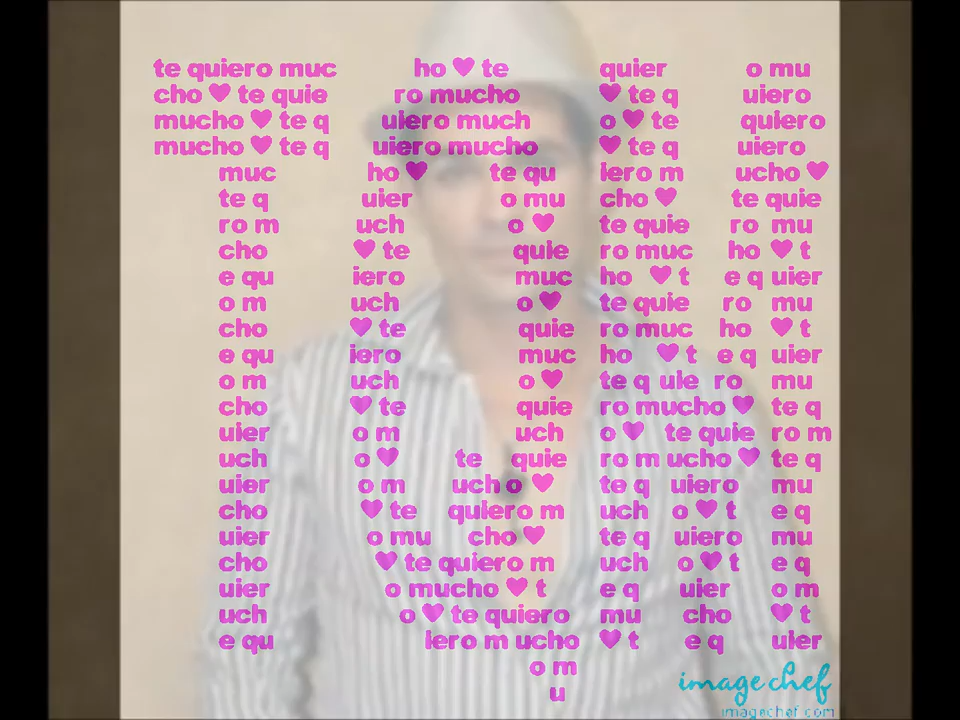 te quiero muc ho ♥ te quier o mu
cho ♥ te quie ro mucho ♥ te q uiero
mucho ♥ te q uiero much o ♥ te quiero
mucho ♥ te q uiero mucho ♥ te q uiero
muc ho ♥ te qu iero m ucho ♥
te q uier o mu cho ♥ te quie
ro m uch o ♥ te quie ro mu
cho ♥ te quie ro muc ho ♥ t
e qu iero muc ho ♥ t e q uier
o m uch o ♥ te quie ro mu
cho ♥ te quie ro muc ho ♥ t
e qu iero muc ho ♥ t e q uier
o m uch o ♥ te q uie ro mu
cho ♥ te quie ro mucho ♥ te q
uier o m uch o ♥ te quie ro m
uch o ♥ te quie ro m ucho ♥ te q
uier o m uch o ♥ te q uiero mu
cho ♥ te quiero m uch o ♥ t e q
uier o mu cho ♥ te q uiero mu
cho ♥ te quiero m uch o ♥ t e q
uier o mucho ♥ t e q uier o m
uch o ♥ te quiero mu cho ♥ t
e qu iero m ucho ♥ t e q uier
o m
u
imagechef
imagechef.com